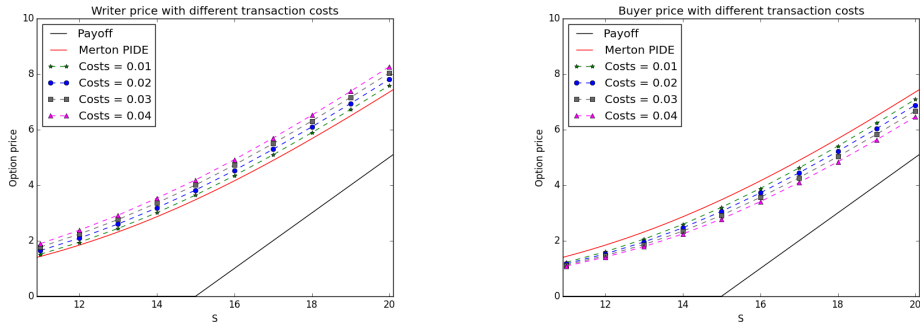 Writer price with different transaction costs
10
8
6
4
2
0
Option price
Payoff
Merton PIDE
Costs = 0.01
Costs = 0.02
Costs = 0.03
Costs = 0.04
12
14
16
18
20
S
Buyer price with different transaction costs
10
8
6
4
2
0
Option price
Payoff
Merton PIDE
Costs = 0.01
Costs = 0.02
Costs = 0.03
Costs = 0.04
12
14
16
18
20
S